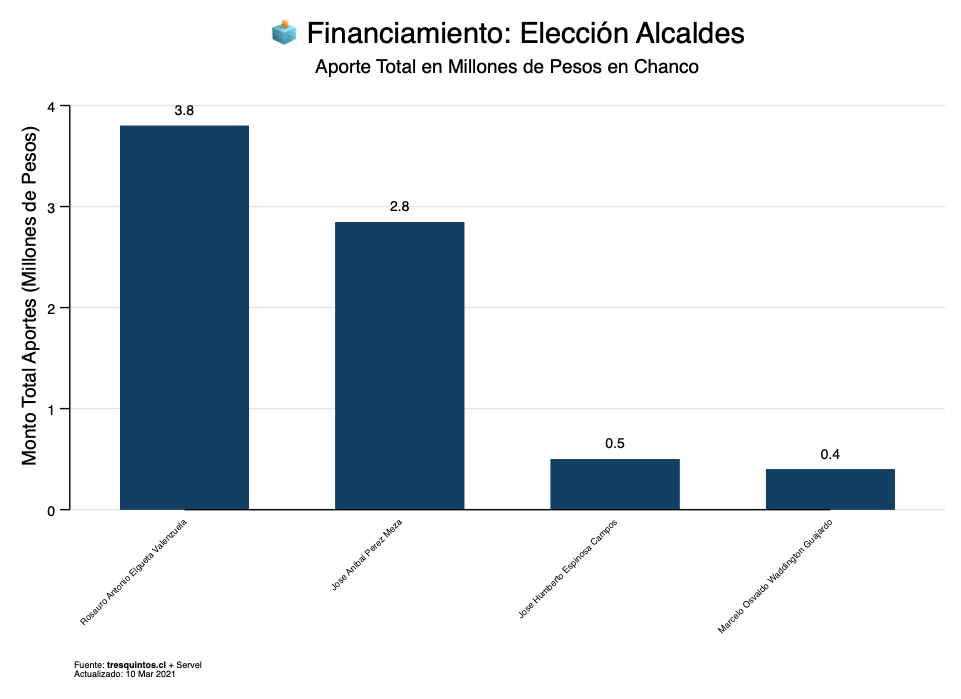 Financiamiento: Elección Alcaldes
Aporte Total en Millones de Pesos en Chanco
Monto Total Aportes (Millones de Pesos)
4
3
2
1
0
3.8
2.8
0.5
0.4
Rosauro Antonio Elgueta Valenzuela
Jose Anibal Perez Meza
Jose Humberto Espinosa Campos
Marcelo Osvaldo Waddington Guajardo
Fuente: tresquintos.cl + Servel
Actualizado: 10 Mar 2021